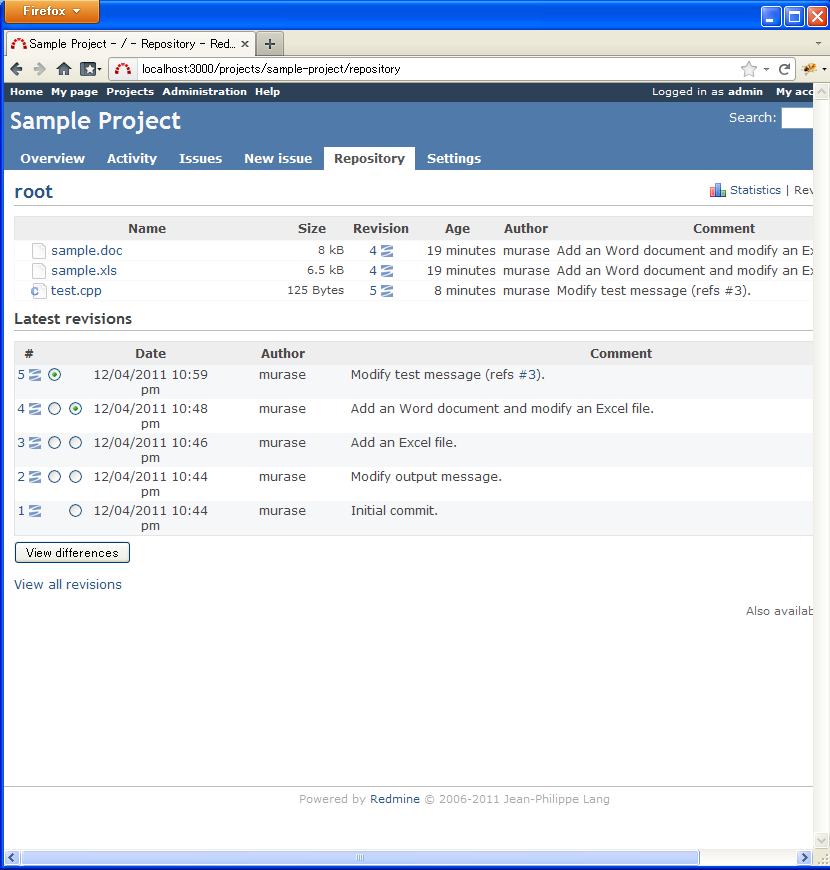 Firefox
Sample Project - / - Repository - Red...
localhost:3000/projects/sample-project/repository
Home My page Projects Administration Help Logged in as admin My acc
Sample Project
Search:
Overview Activity Issues New issue Repository Settings
root
Statistics | Rev
Name Size Revision Age Author Comment
sample.doc 8 kB 4 19 minutes murase Add an Word document and modify an Ex
sample.xls 6.5 kB 4 19 minutes murase Add an Word document and modify an Ex
test.cpp 125 Bytes 5 8 minutes murase Modify test message (refs #3).
Latest revisions
# Date Author Comment
5 12/04/2011 10:59 murase Modify test message (refs #3).
pm
4 12/04/2011 10:48 murase Add an Word document and modify an Excel file.
pm
3 12/04/2011 10:46 murase Add an Excel file.
pm
2 12/04/2011 10:44 murase Modify output message.
pm
1 12/04/2011 10:44 murase Initial commit.
pm
View differences
View all revisions
Also availab
Powered by Redmine © 2006-2011 Jean-Philippe Lang